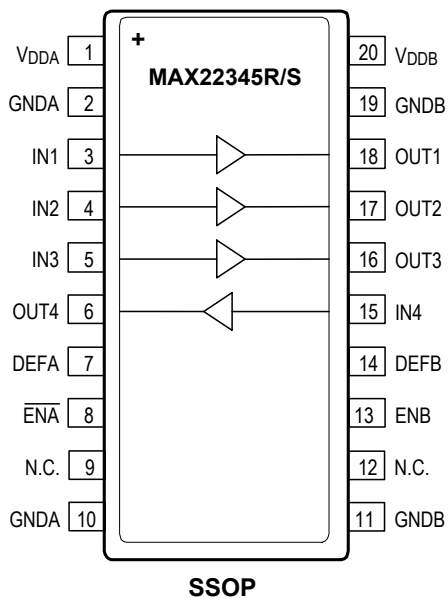 +
MAX22345R/S
VDDA 1
20 VDDB
GNDA 2
19 GNDB
IN1 3
18 OUT1
IN2 4
17 OUT2
IN3 5
16 OUT3
OUT4 6
15 IN4
DEFA 7
14 DEFB
E̅N̅A̅ 8
13 ENB
N.C. 9
12 N.C.
GNDA 10
11 GNDB
SSOP